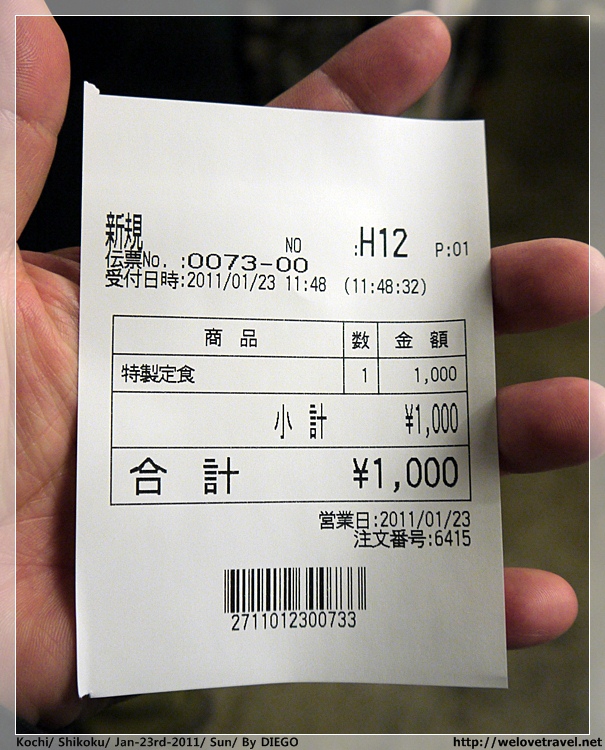 新規
NO :H12 P:01
伝票No. :0073-00
受付日時:2011/01/23 11:48 (11:48:32)
商 品 数 金 額
特製定食 1 1,000
小 計 ¥1,000
合 計 ¥1,000
営業日:2011/01/23
注文番号:6415
2711012300733
Kochi/ Shikoku/ Jan-23rd-2011/ Sun/ By DIEGO http://welovetravel.net